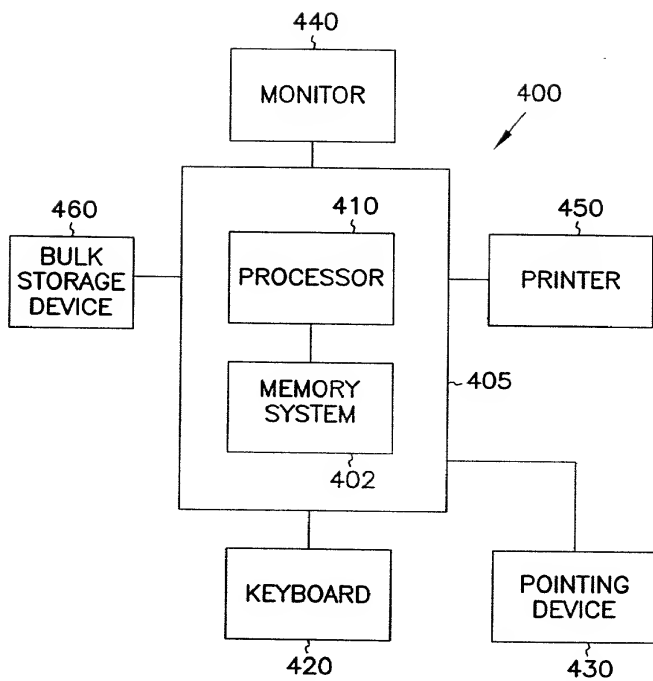 440
MONITOR
400
460
BULK
STORAGE
DEVICE
410
PROCESSOR
450
PRINTER
MEMORY
SYSTEM
402
405
KEYBOARD
420
POINTING
DEVICE
430